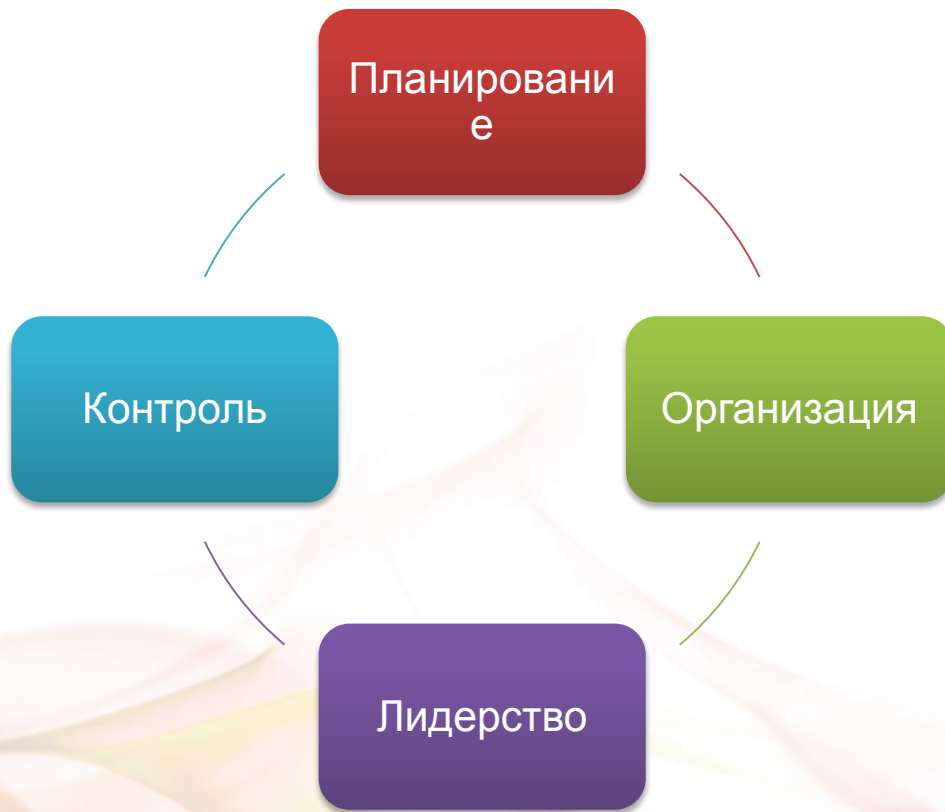 Планировани
е
Контроль
Организация
Лидерство